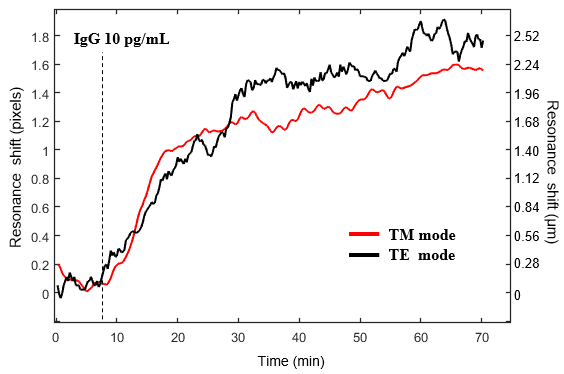 IgG 10 pg/mL
1.8
1.6
1.4
1.2
1
0.8
0.6
0.4
0.2
0
Resonance shift (pixels)
2.52
2.24
1.96
1.68
1.40
1.12
0.84
0.56
0.28
0
Resonance shift (μm)
TM mode
TE mode
0 10 20 30 40 50 60 70
Time (min)